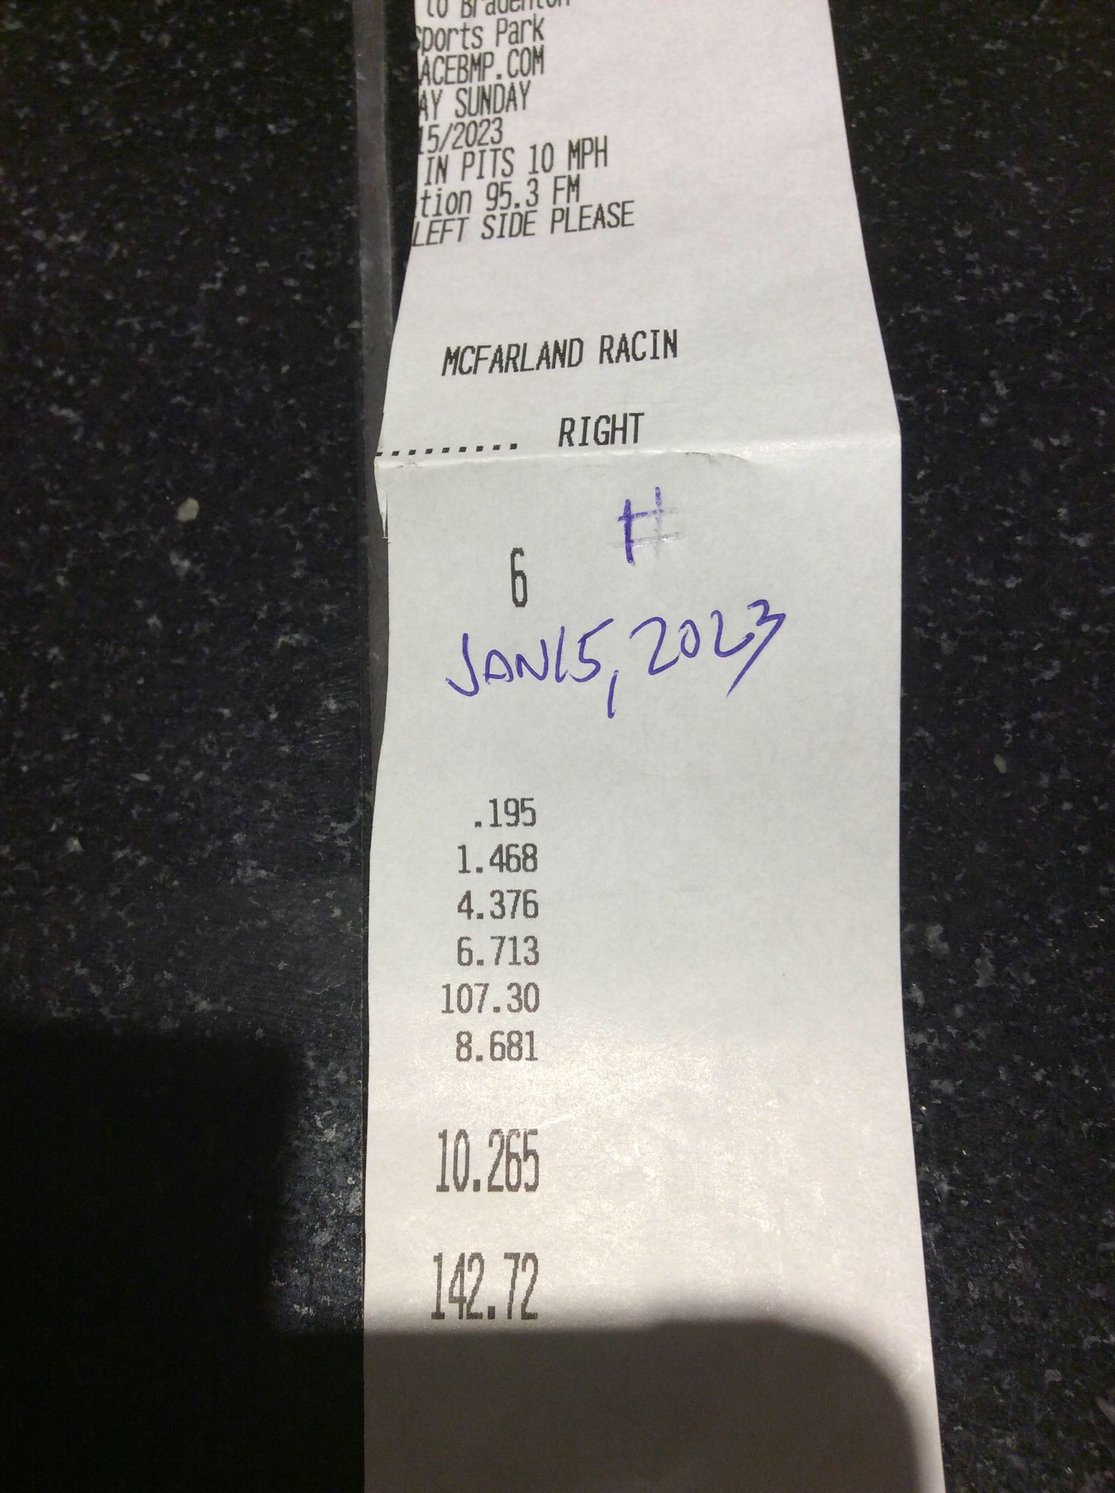 to Bradenton
Sports Park
ACEBMP.COM
AY SUNDAY
15/2023
IN PITS 10 MPH
tion 95.3 FM
LEFT SIDE PLEASE
MCFARLAND RACIN
......... RIGHT
#
6
JAN15, 2023
.195
1.468
4.376
6.713
107.30
8.681
10.265
142.72